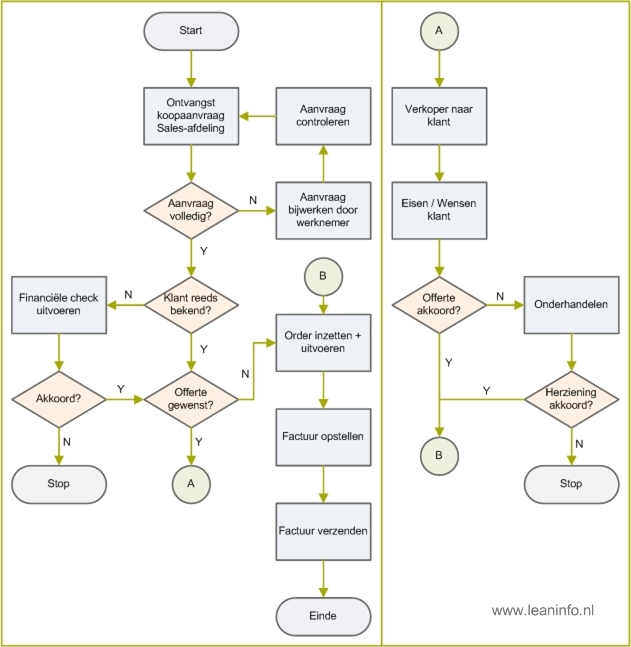 Start
Ontvangst
koopaanvraag
Sales-afdeling
Aanvraag
controleren
Aanvraag
volledig?
N
Aanvraag
bijwerken door
werknemer
Y
Klant reeds
bekend?
N
Financiële check
uitvoeren
Y
Akkoord?
Y
N
Stop
Offerte
gewenst?
N
Y
A
B
Order inzetten +
uitvoeren
Factuur opstellen
Factuur verzenden
Einde
A
Verkoper naar
klant
Eisen / Wensen
klant
Offerte
akkoord?
N
Onderhandelen
Y
Herziening
akkoord?
Y
N
B
Stop
www.leaninfo.nl